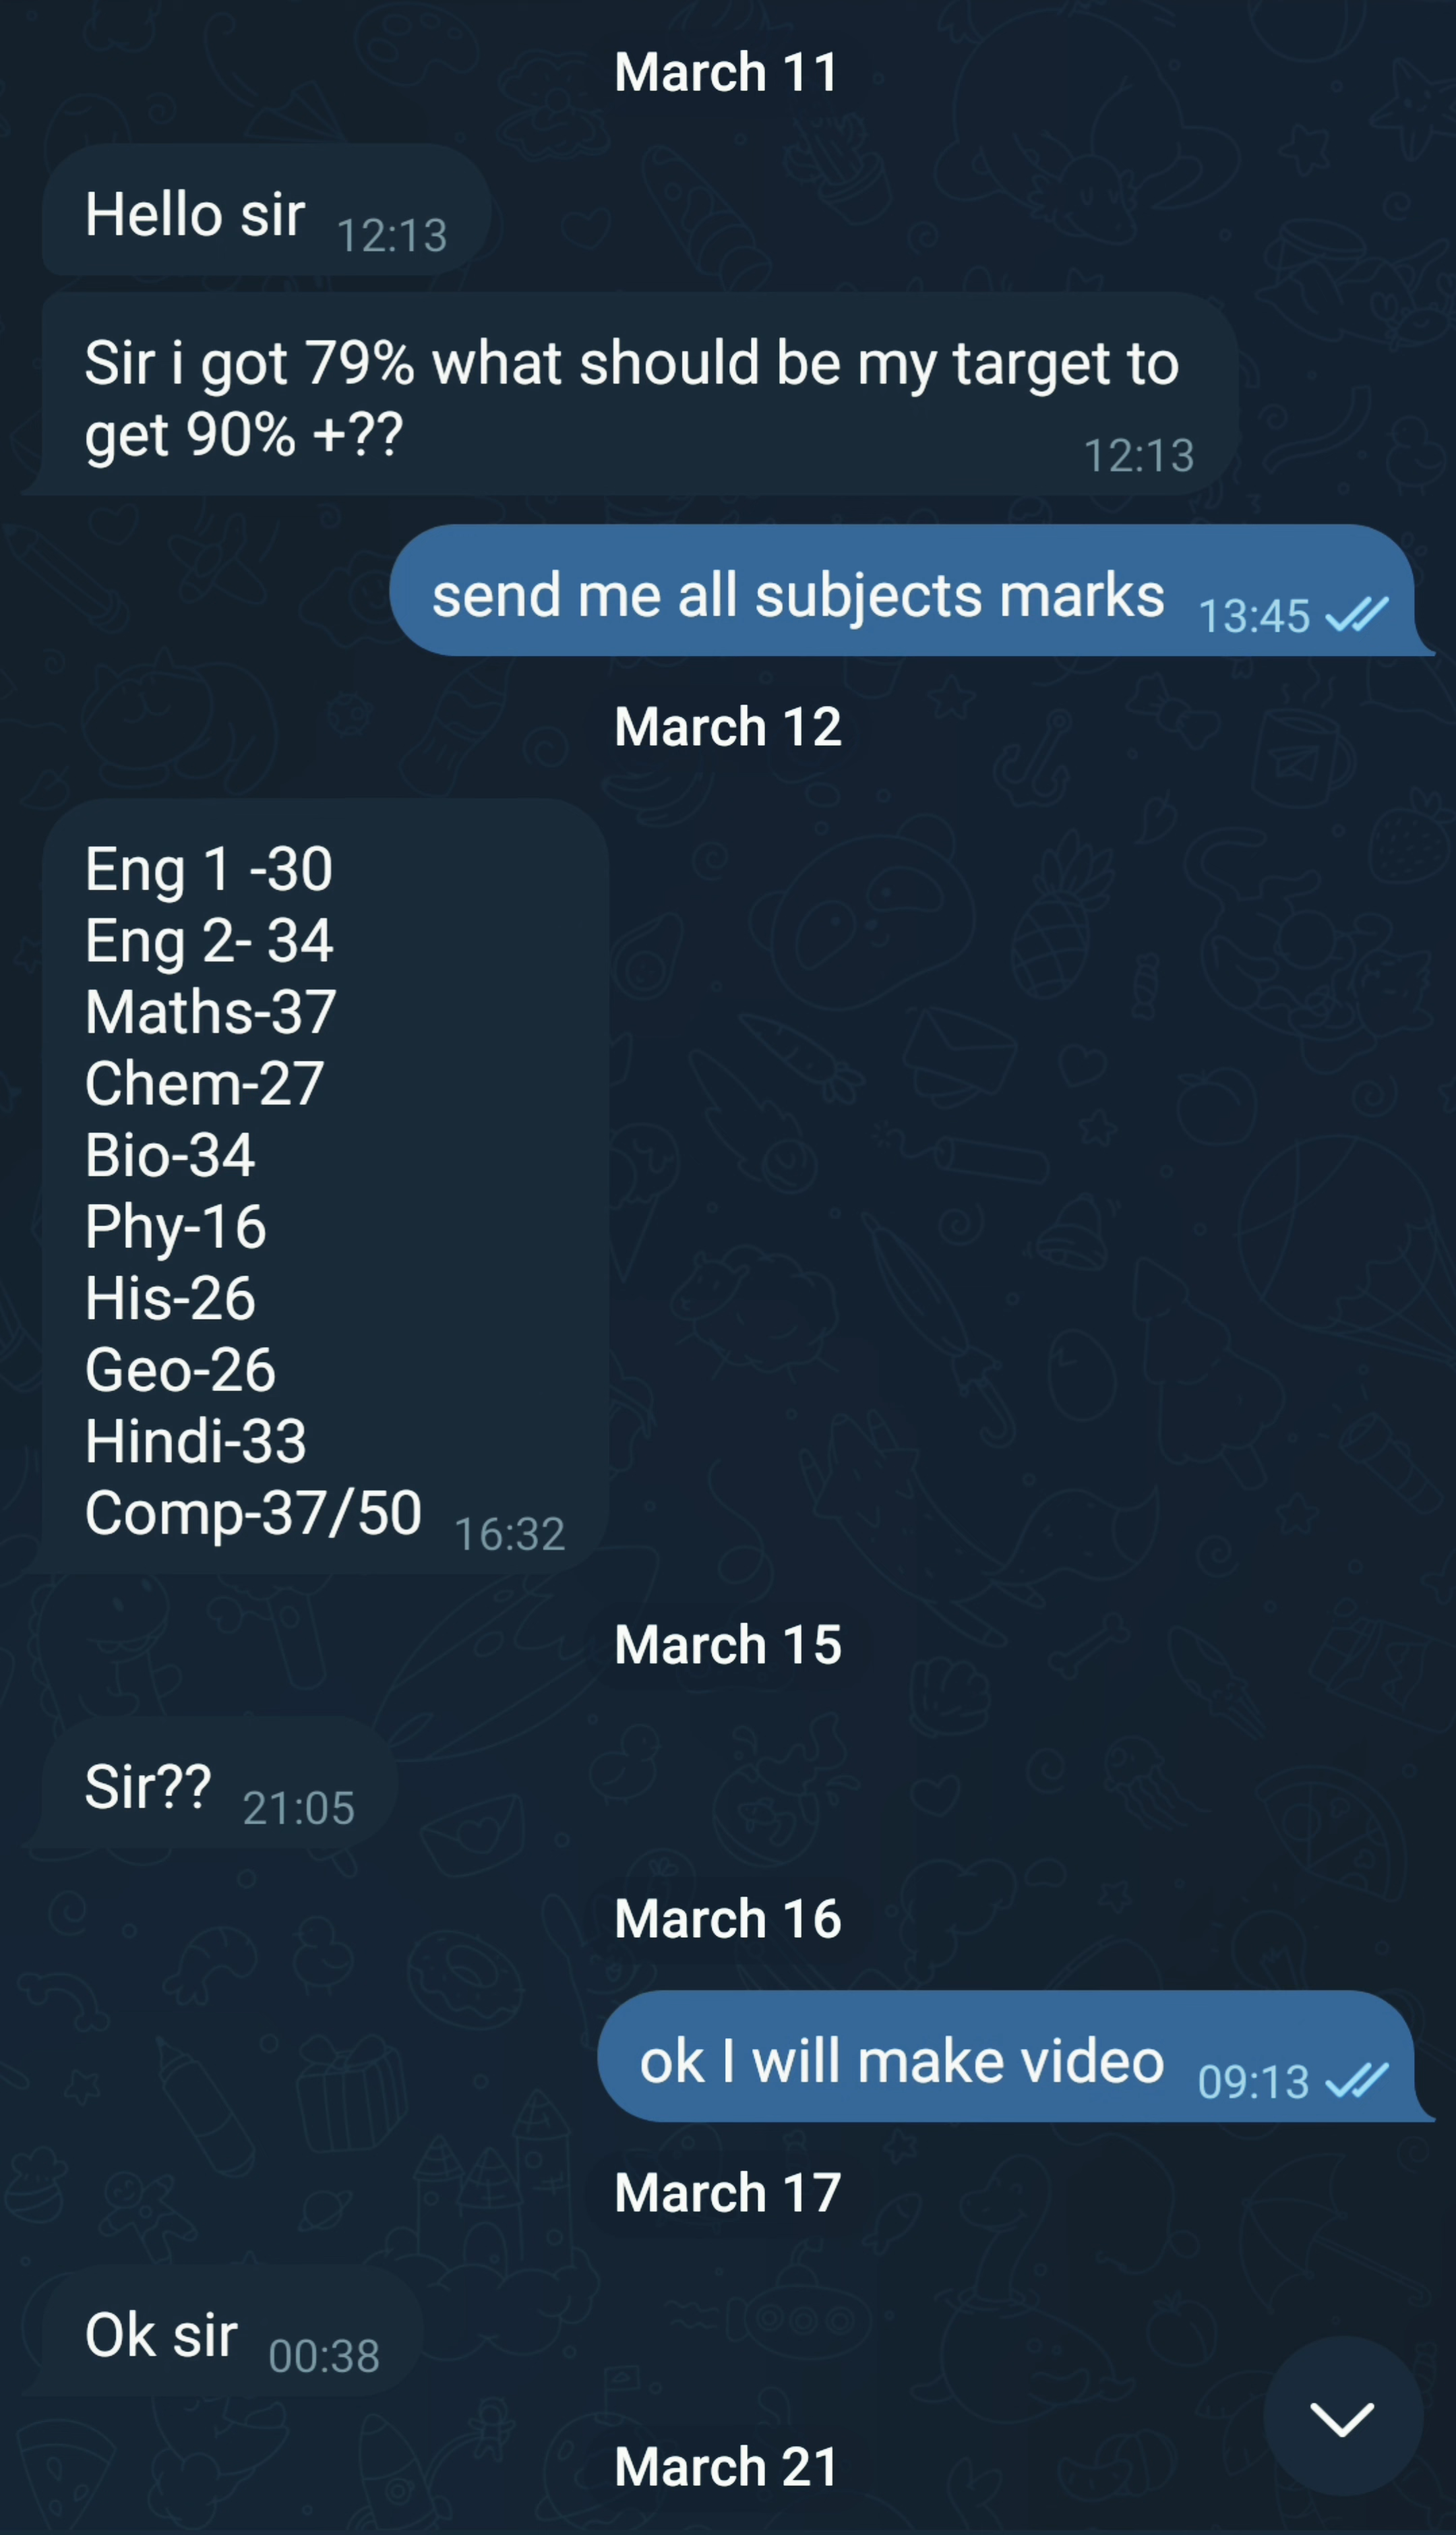 March 11
Hello sir 12:13
Sir i got 79% what should be my target to
get 90% +?? 12:13
send me all subjects marks 13:45
March 12
Eng 1 -30
Eng 2- 34
Maths-37
Chem-27
Bio-34
Phy-16
His-26
Geo-26
Hindi-33
Comp-37/50 16:32
March 15
Sir?? 21:05
March 16
ok I will make video 09:13
March 17
Ok sir 00:38
March 21